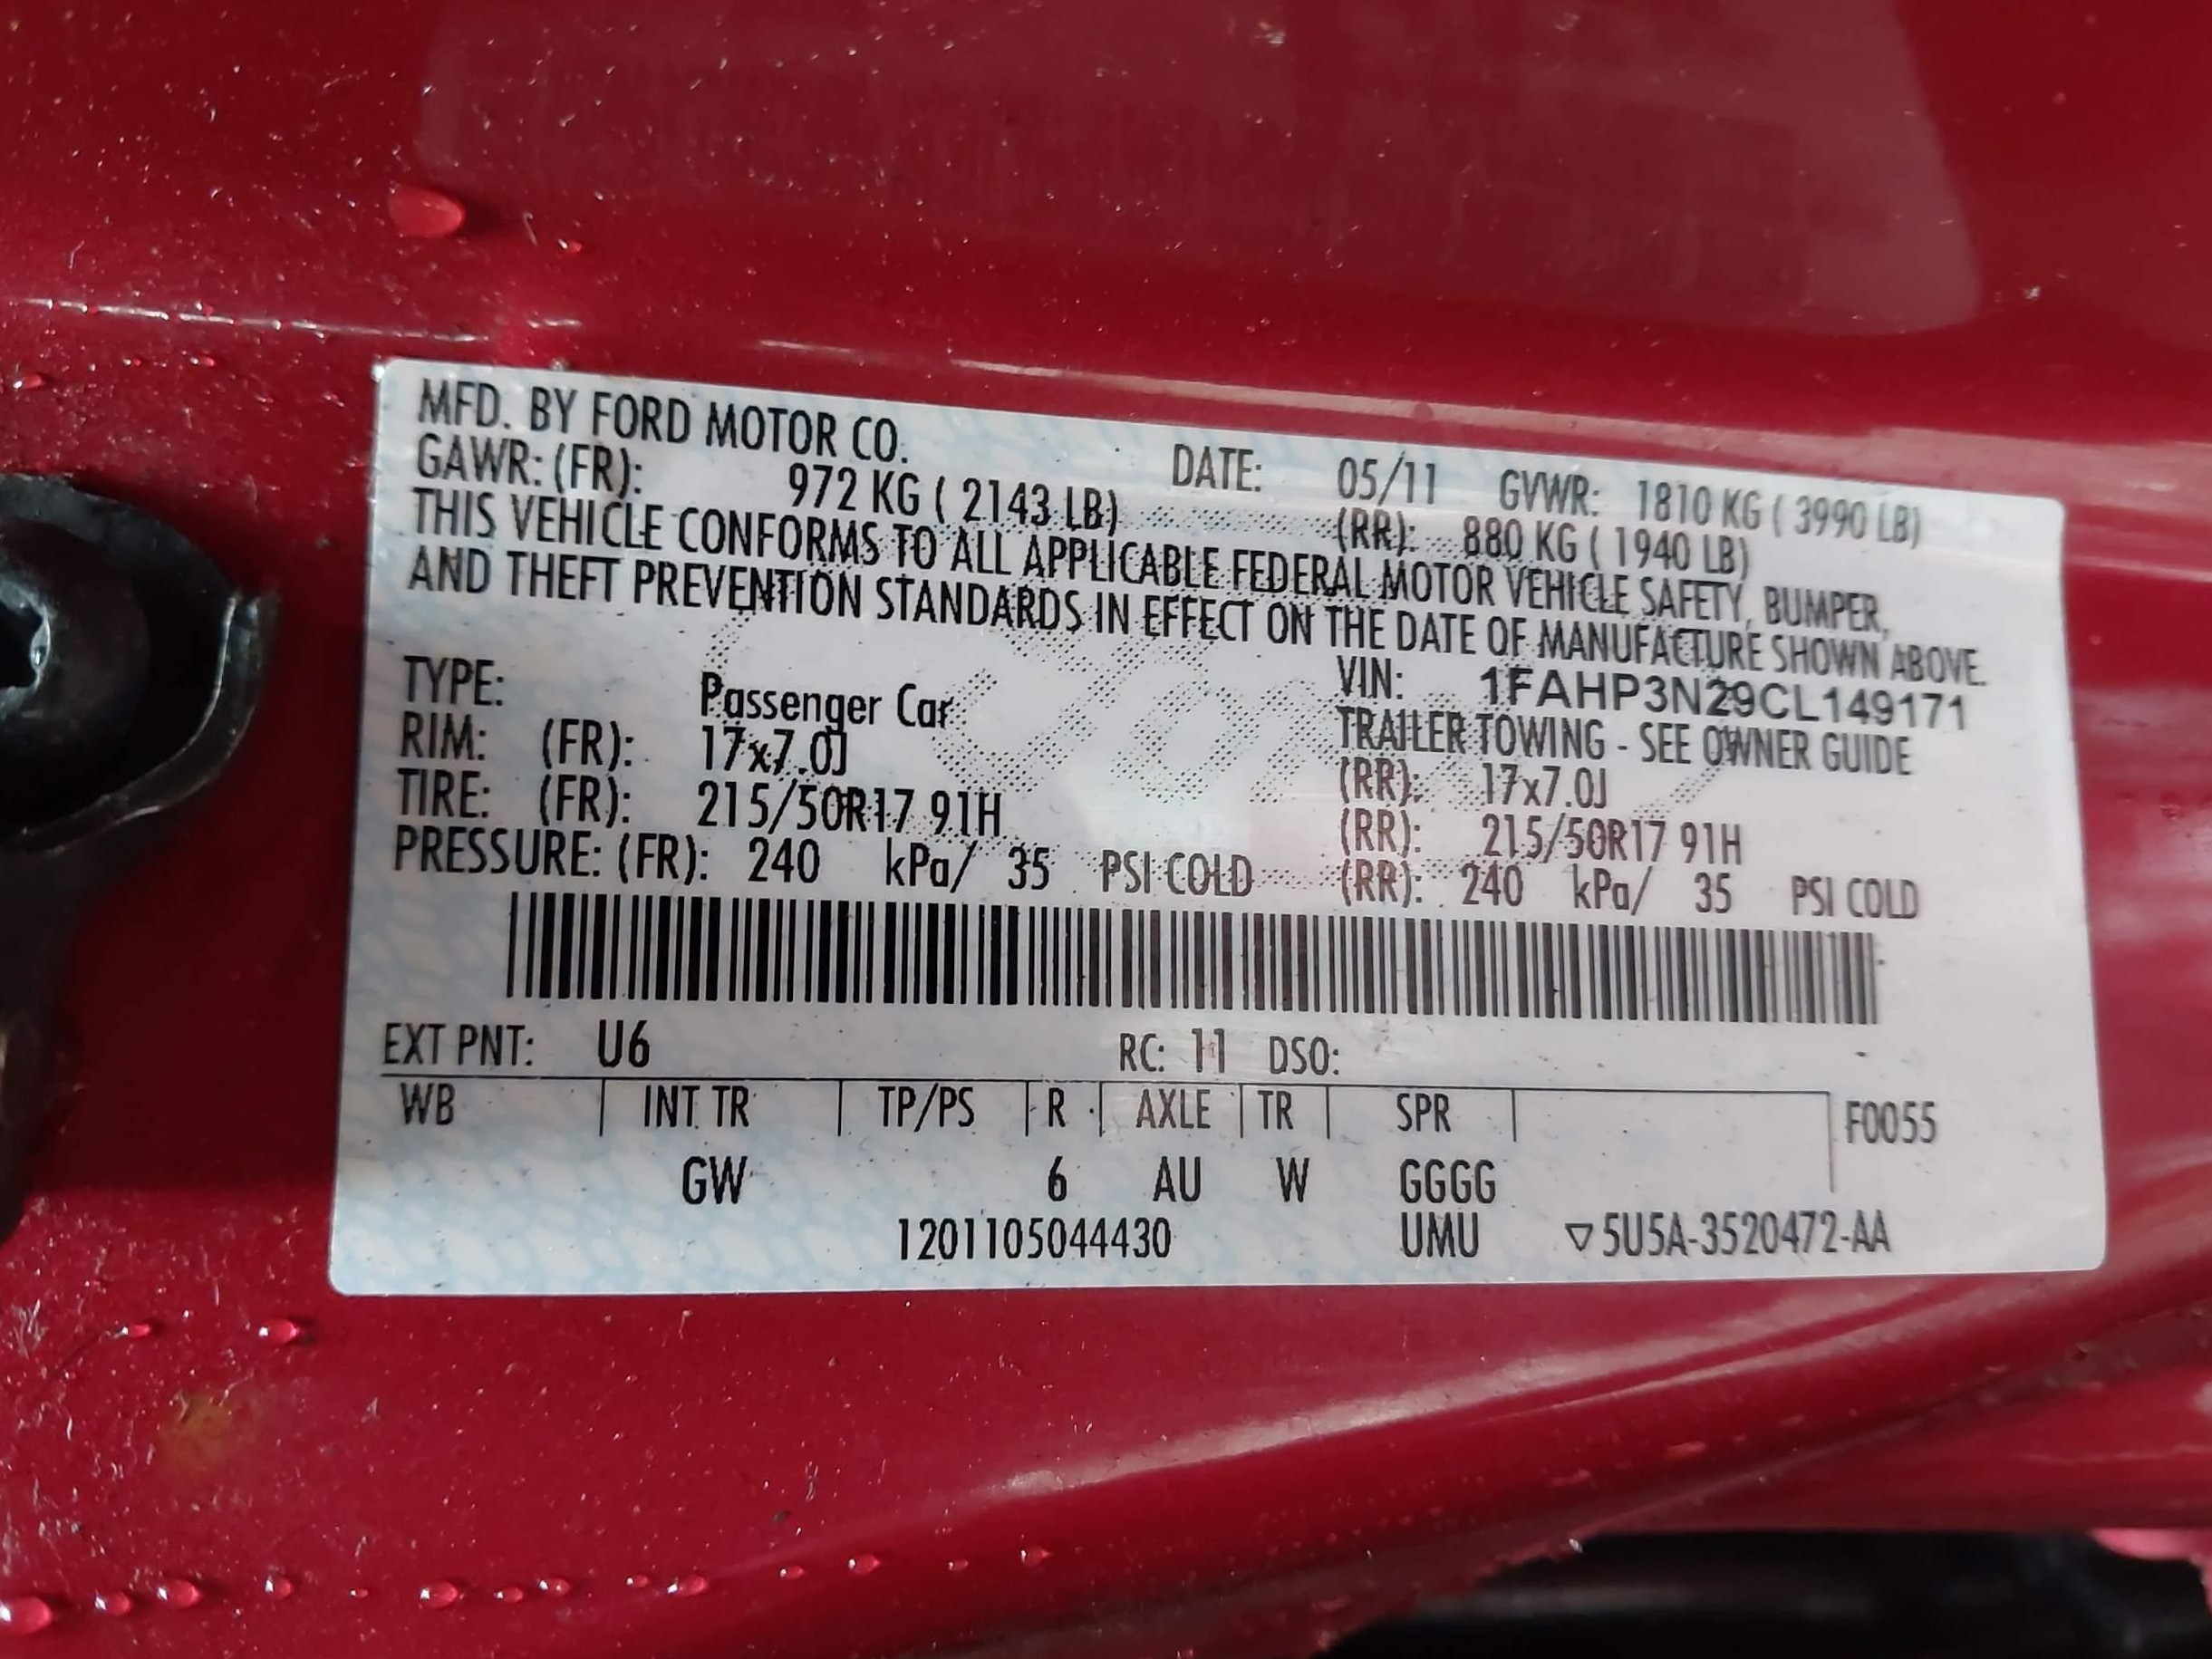 MFD. BY FORD MOTOR CO.
DATE: 05/11 GVWR: 1810 KG ( 3990 LB)
GAWR: (FR): 972 KG ( 2143 LB) (RR): 880 KG ( 1940 LB)
THIS VEHICLE CONFORMS TO ALL APPLICABLE FEDERAL MOTOR VEHICLE SAFETY, BUMPER,
AND THEFT PREVENTION STANDARDS IN EFFECT ON THE DATE OF MANUFACTURE SHOWN ABOVE.
VIN: 1FAHP3N29CL149171
TYPE: Passenger Car TRAILER TOWING - SEE OWNER GUIDE
RIM: (FR): 17x7.0J (RR): 17x7.0J
TIRE: (FR): 215/50R17 91H (RR): 215/50R17 91H
PRESSURE: (FR): 240 kPa/ 35 PSI COLD (RR): 240 kPa/ 35 PSI COLD
EXT PNT: U6 RC: 11 DSO:
WB INT TR TP/PS R AXLE TR SPR F0055
GW 6 AU W GGGG
1201105044430 UMU ▽5U5A-3520472-AA